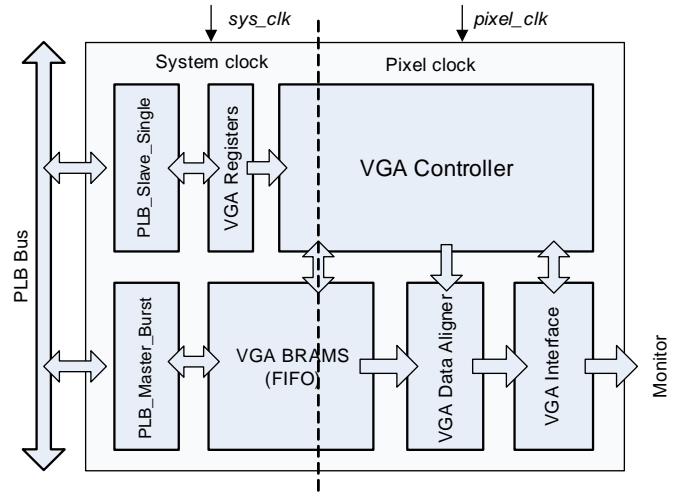 sys_clk
pixel_clk
System clock
Pixel clock
PLB Bus
PLB_Slave_Single
VGA Registers
VGA Controller
PLB_Master_Burst
VGA BRAMS
(FIFO)
VGA Data Aligner
VGA Interface
Monitor